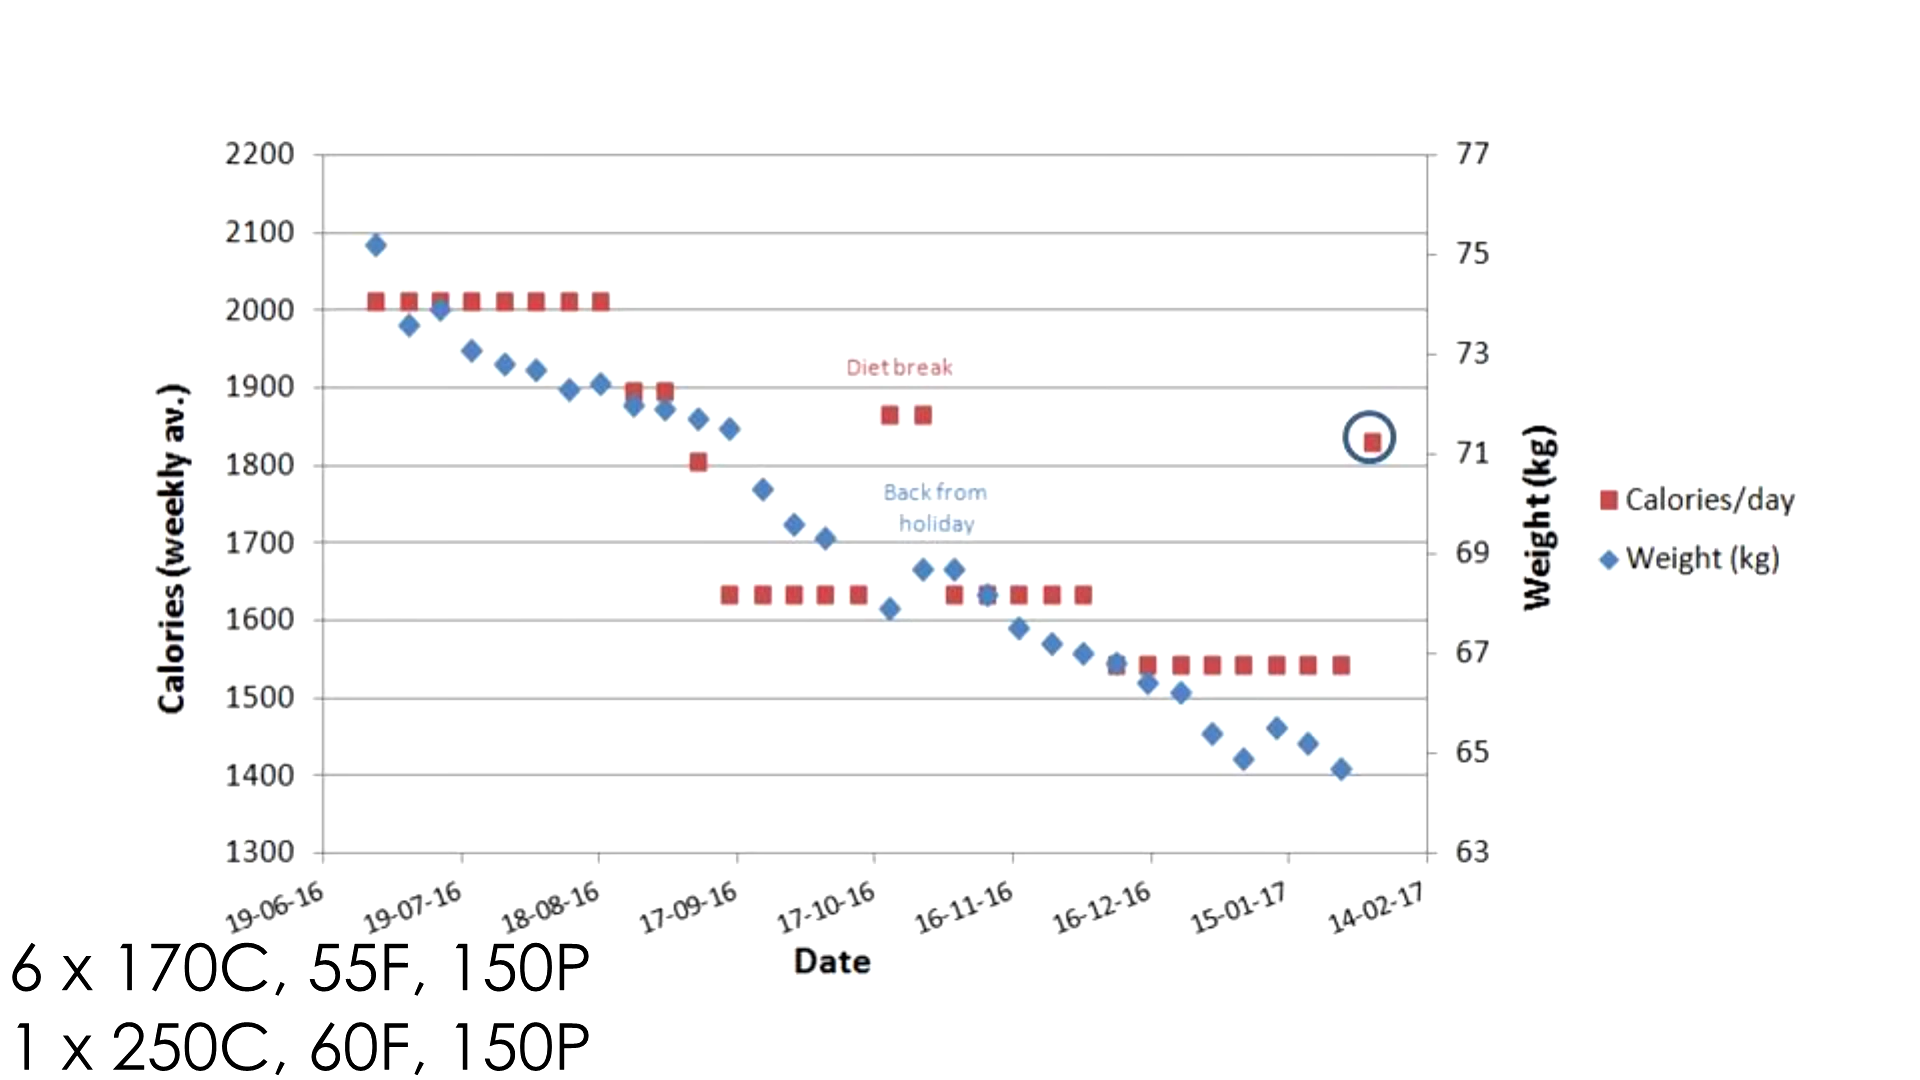 2200
2100
2000
1900
1800
1700
1600
1500
1400
1300
Calories (weekly av.)
77
75
73
71
69
67
65
63
Weight (kg)
Diet break
Back from
holiday
Calories/day
Weight (kg)
19-06-16
19-07-16
18-08-16
17-09-16
17-10-16
16-11-16
16-12-16
15-01-17
14-02-17
Date
6 x 170C, 55F, 150P
1 x 250C, 60F, 150P